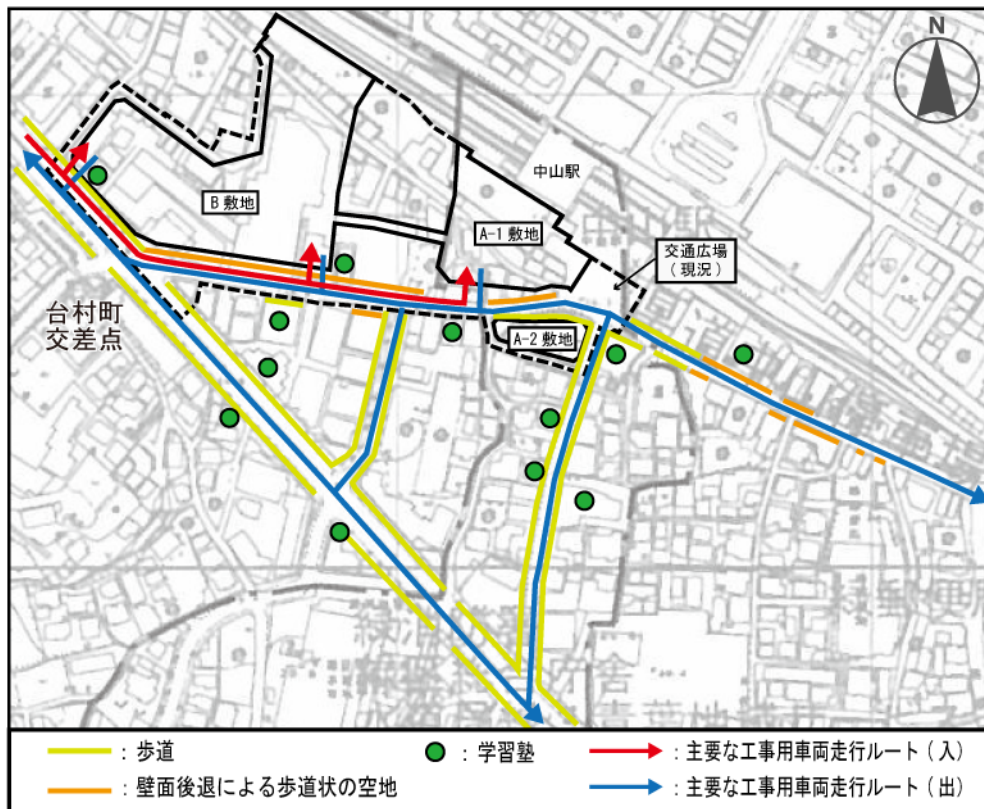 N
中山駅
B 敷地
A-1 敷地
交通広場
（現況）
台村町
交差点
A-2 敷地
：歩道
：学習塾
：主要な工事用車両走行ルート（入）
：壁面後退による歩道状の空地
：主要な工事用車両走行ルート（出）